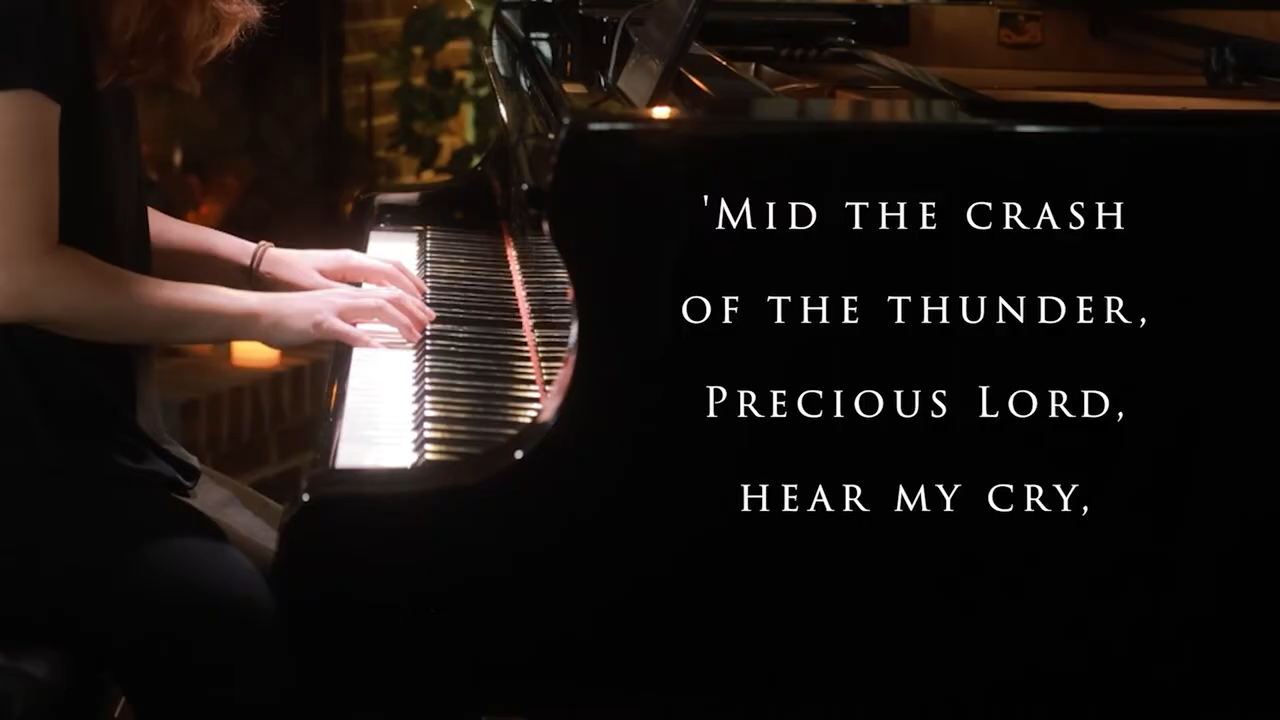 'Mid the crash
of the thunder,
Precious Lord,
hear my cry,